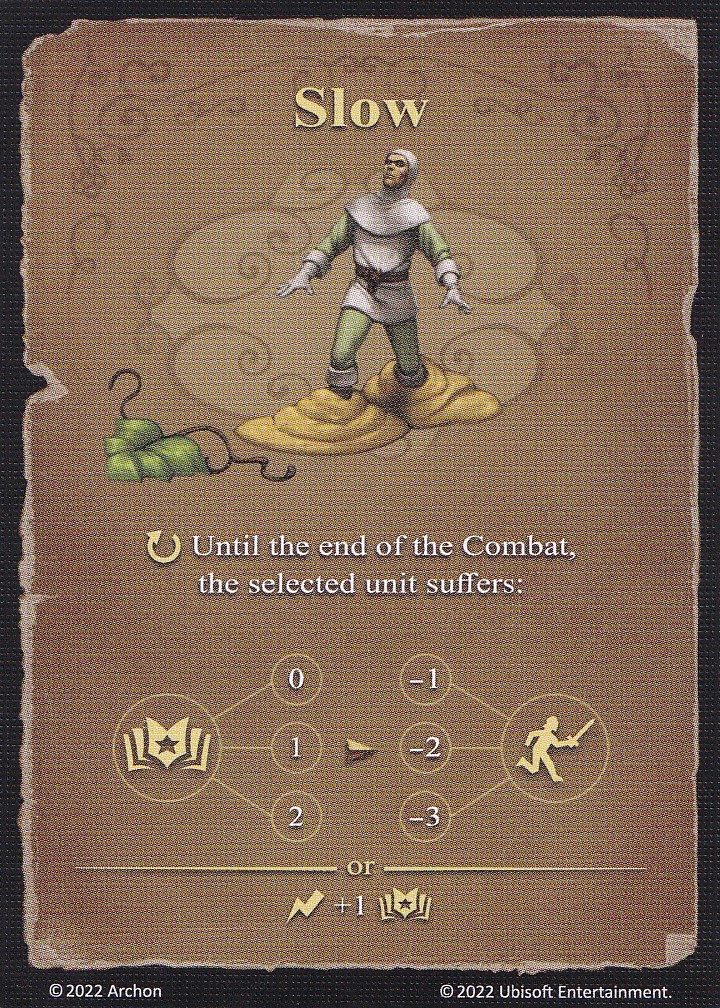 Slow
Until the end of the Combat,
the selected unit suffers:
0 -1
1 -2
2 -3
or
+1
© 2022 Archon © 2022 Ubisoft Entertainment.